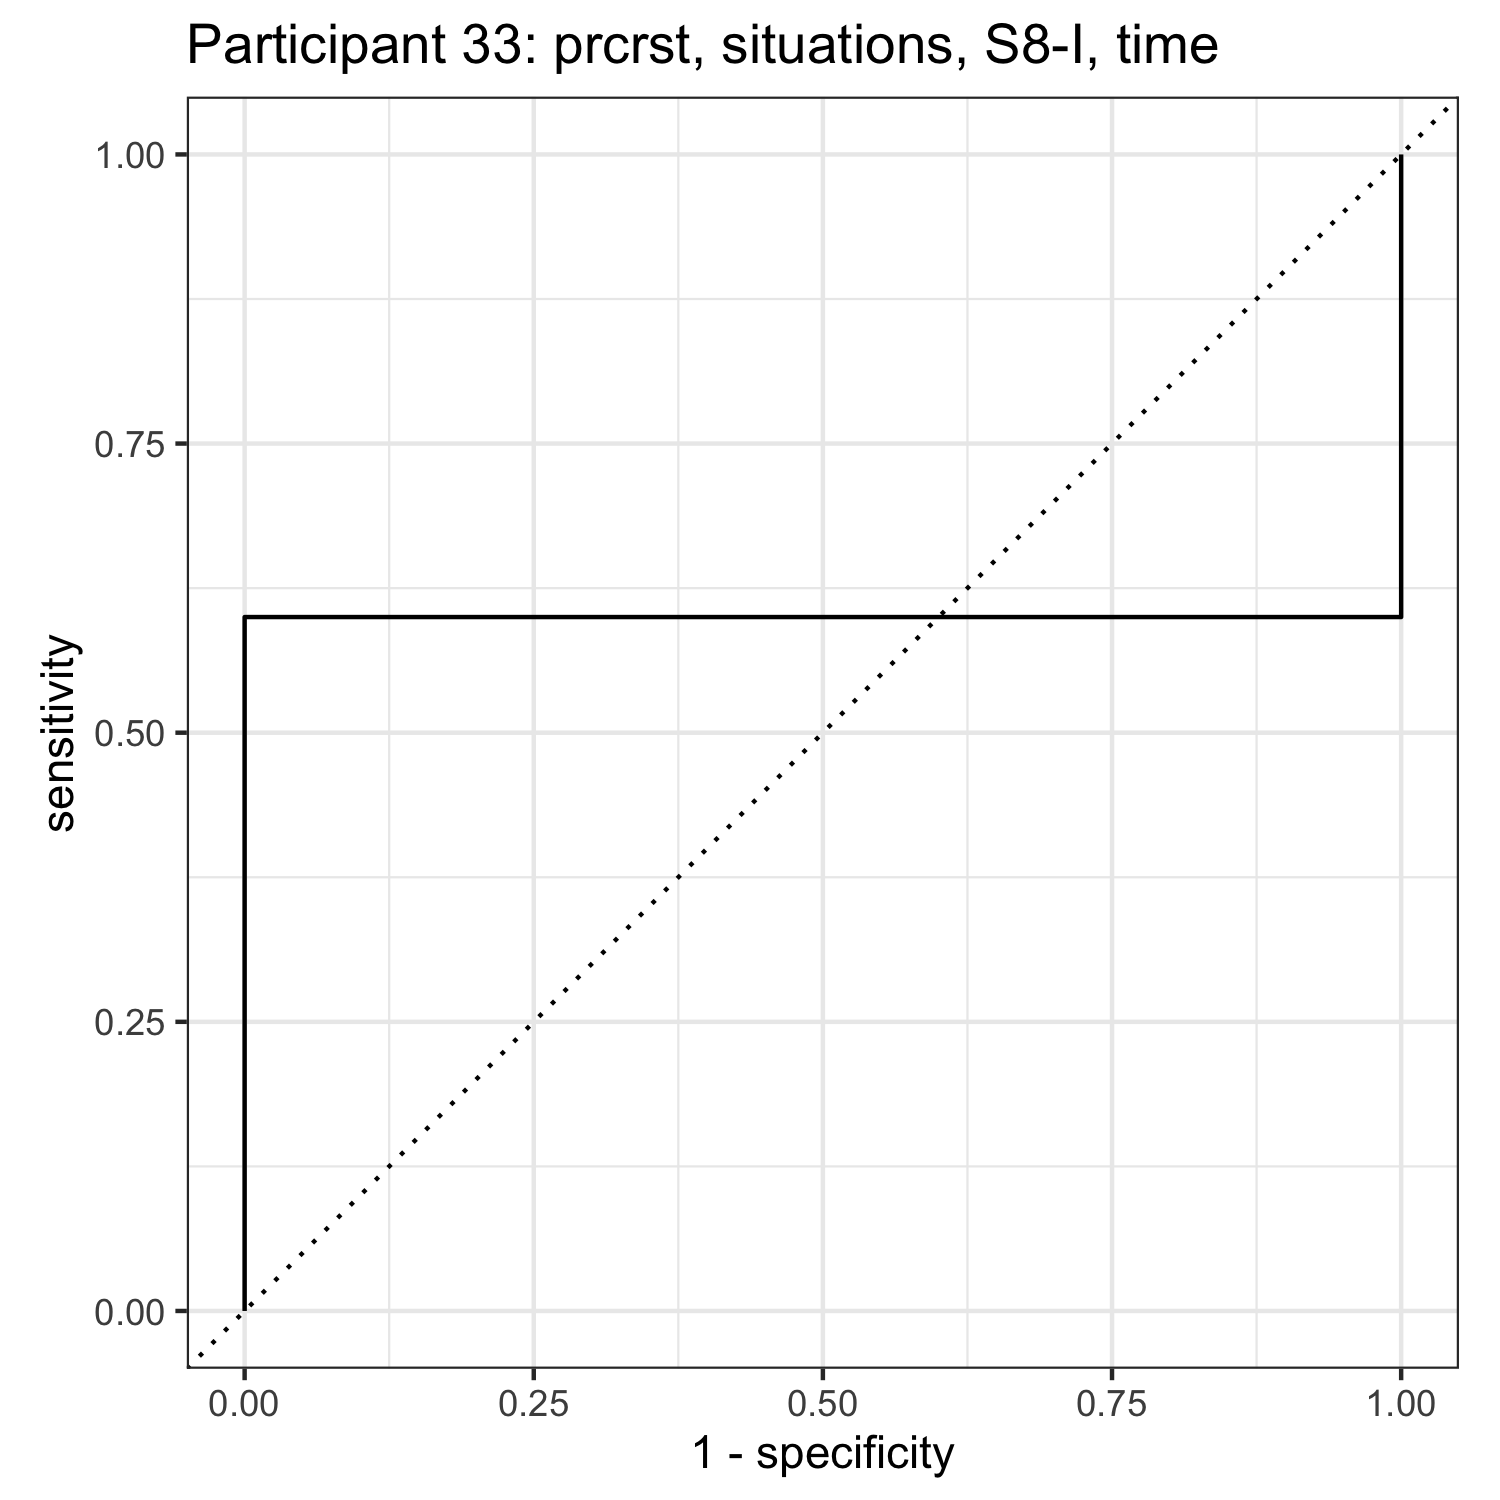 Participant 33: prcrst, situations, S8-I, time
1.00
0.75
0.50
0.25
0.00
sensitivity
0.00 0.25 0.50 0.75 1.00
1 - specificity